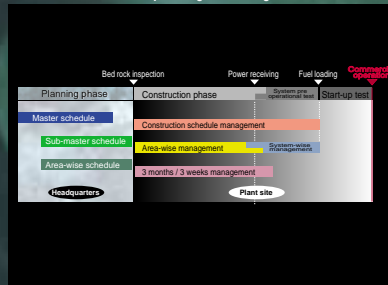 Commercial
operation
Bed rock inspection
Power receiving
Fuel loading
Planning phase
Construction phase
System pre
operational test
Start-up test
Master schedule
Construction schedule management
Sub-master schedule
Area-wise management
System-wise
management
Area-wise schedule
3 months / 3 weeks management
Headquarters
Plant site